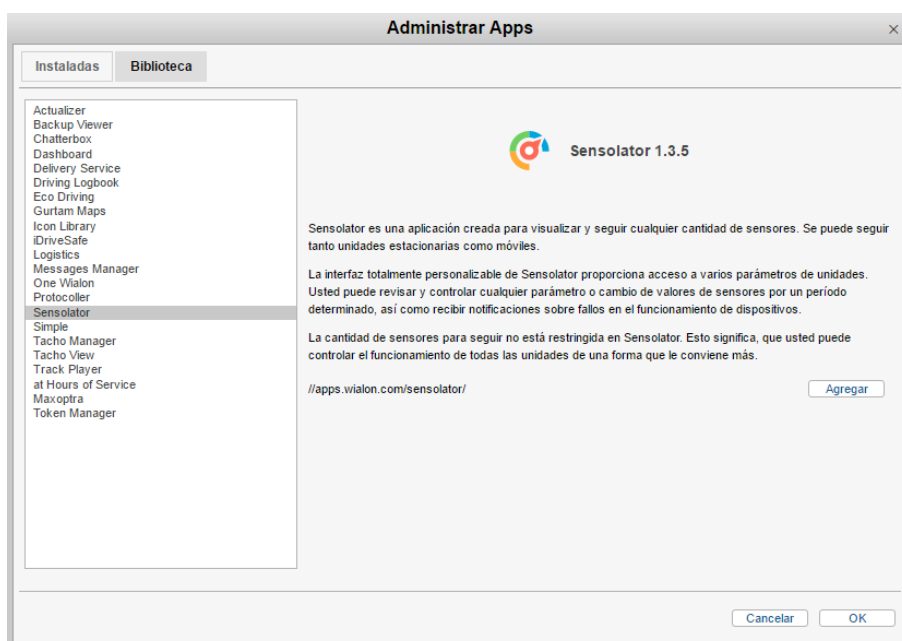 Administrar Apps
×
Instaladas
Biblioteca
Actualizer
Backup Viewer
Chatterbox
Dashboard
Delivery Service
Driving Logbook
Eco Driving
Gurtam Maps
Icon Library
iDriveSafe
Logistics
Messages Manager
One Wialon
Protocoller
Sensolator
Simple
Tacho Manager
Tacho View
Track Player
at Hours of Service
Maxoptra
Token Manager
Sensolator 1.3.5
Sensolator es una aplicación creada para visualizar y seguir cualquier cantidad de sensores. Se puede seguir
tanto unidades estacionarias como móviles.
La interfaz totalmente personalizable de Sensolator proporciona acceso a varios parámetros de unidades.
Usted puede revisar y controlar cualquier parámetro o cambio de valores de sensores por un período
determinado, así como recibir notificaciones sobre fallos en el funcionamiento de dispositivos.
La cantidad de sensores para seguir no está restringida en Sensolator. Esto significa, que usted puede
controlar el funcionamiento de todas las unidades de una forma que le conviene más.
//apps.wialon.com/sensolator/
Agregar
Cancelar
OK